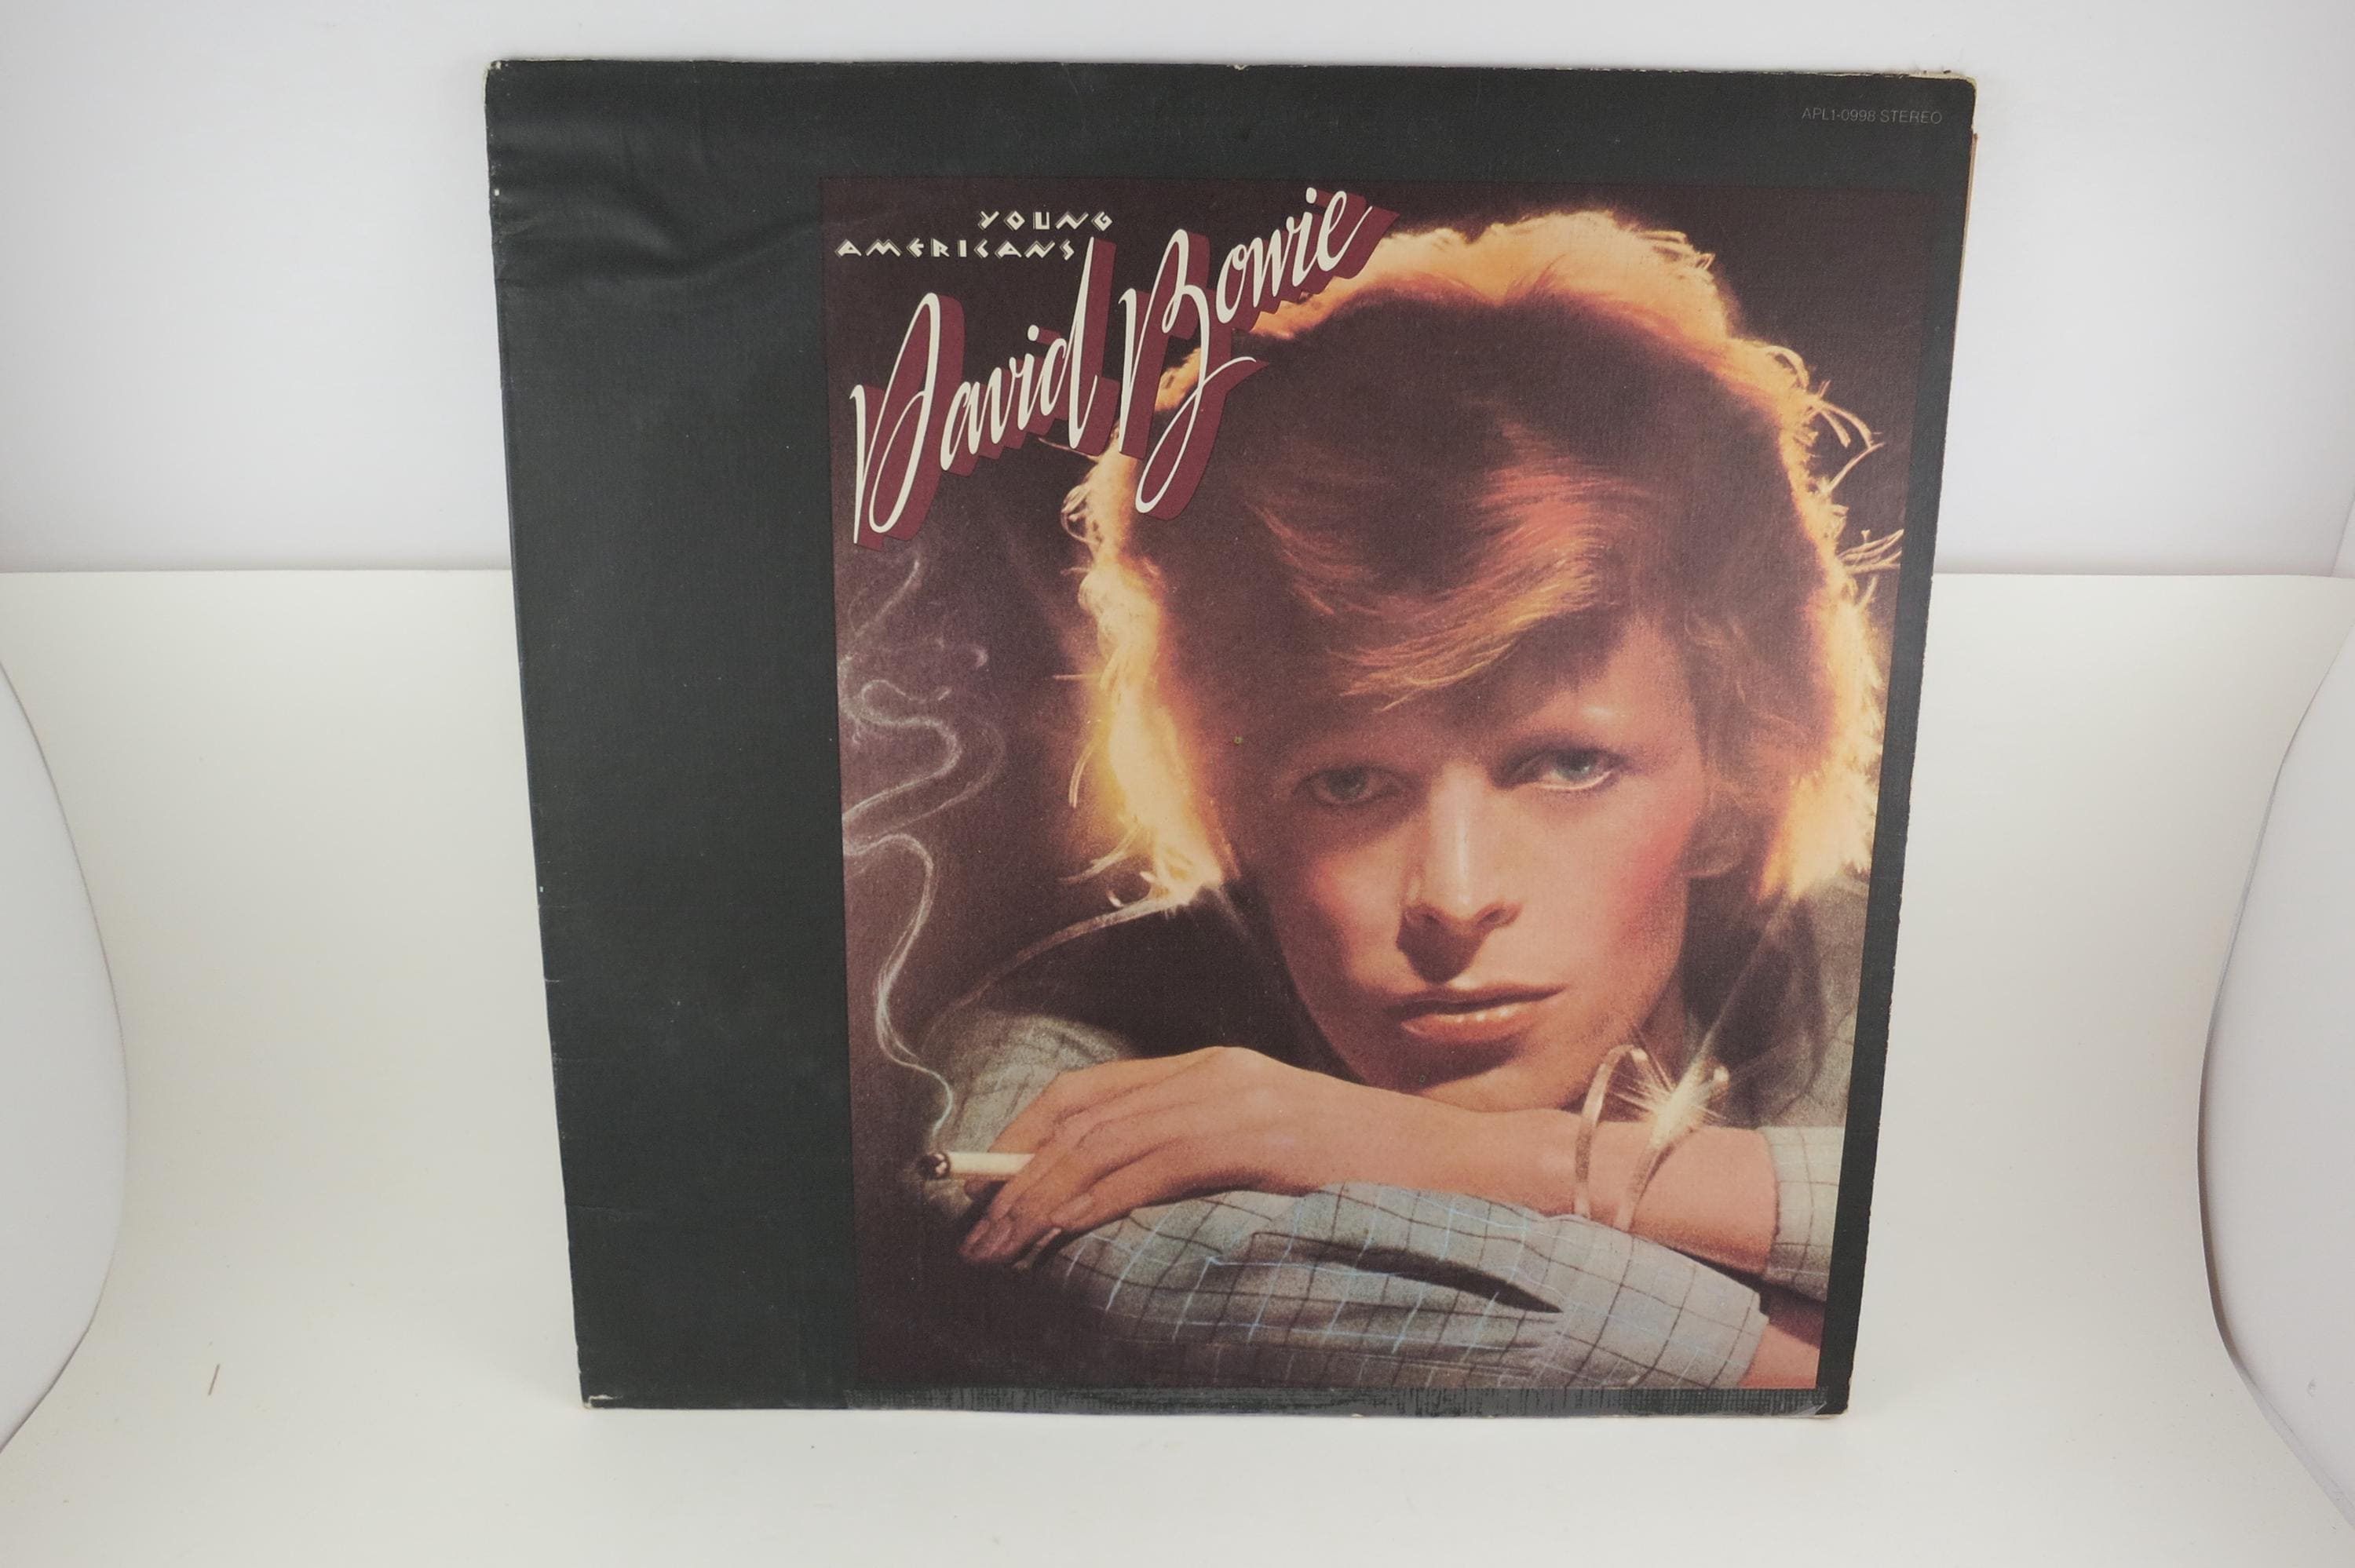 APL1-0998 STEREO
YOUNG
AMERICANS
David Bowie